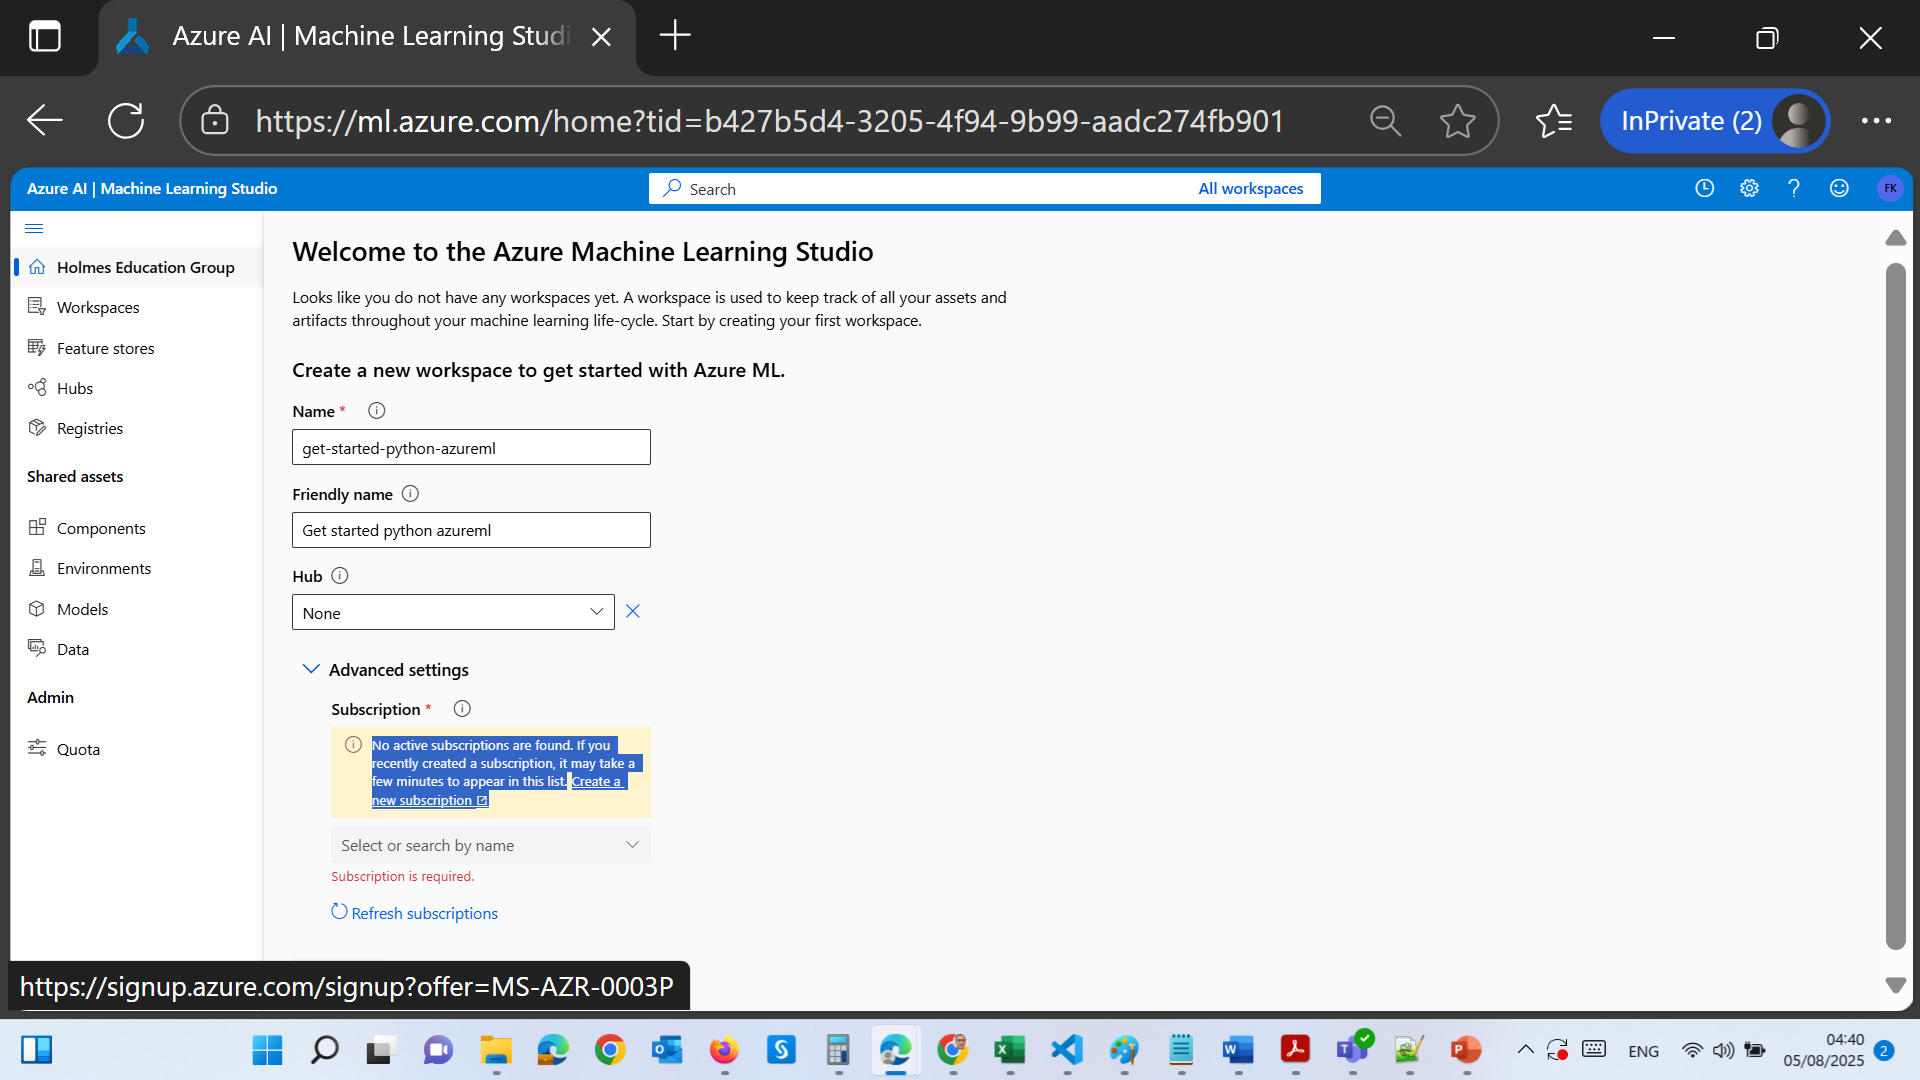 Azure AI | Machine Learning Studi
https://ml.azure.com/home?tid=b427b5d4-3205-4f94-9b99-aadc274fb901
InPrivate (2)
Azure AI | Machine Learning Studio
Search
All workspaces
FK
Holmes Education Group
Workspaces
Feature stores
Hubs
Registries
Shared assets
Components
Environments
Models
Data
Admin
Quota
Welcome to the Azure Machine Learning Studio
Looks like you do not have any workspaces yet. A workspace is used to keep track of all your assets and
artifacts throughout your machine learning life-cycle. Start by creating your first workspace.
Create a new workspace to get started with Azure ML.
Name *
get-started-python-azureml
Friendly name
Get started python azureml
Hub
None
Advanced settings
Subscription *
No active subscriptions are found. If you
recently created a subscription, it may take a
few minutes to appear in this list. Create a
new subscription
Select or search by name
Subscription is required.
Refresh subscriptions
https://signup.azure.com/signup?offer=MS-AZR-0003P
ENG
04:40
05/08/2025
2